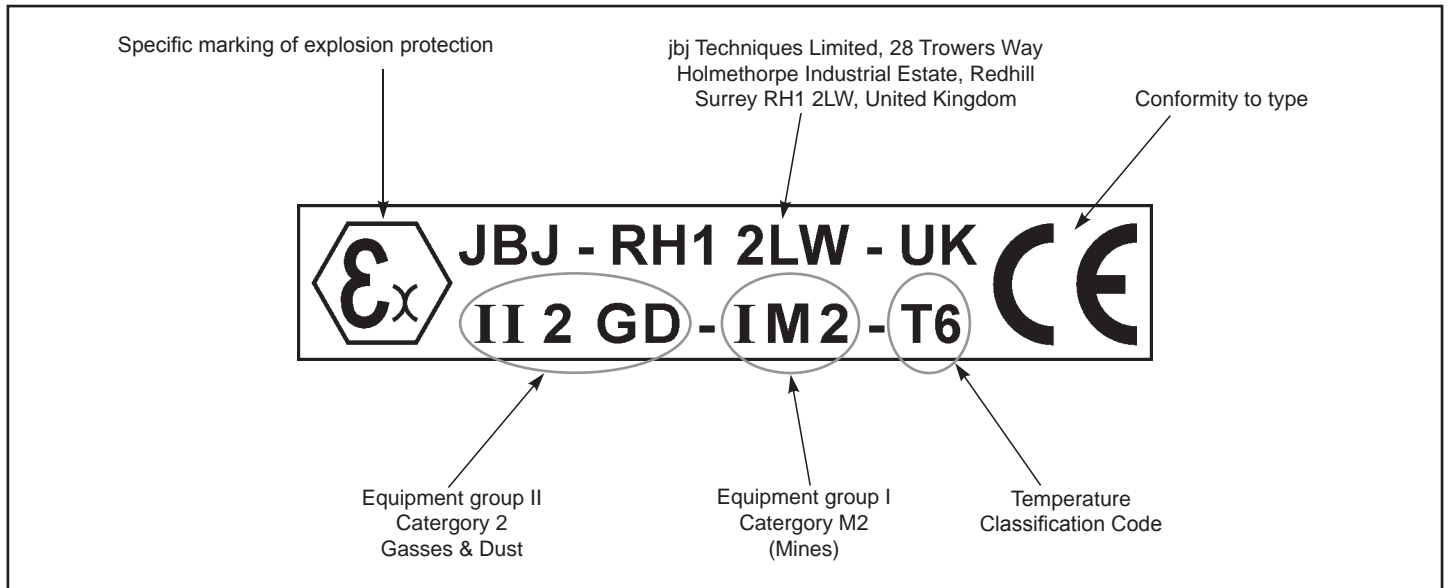 Specific marking of explosion protection
jbj Techniques Limited, 28 Trowers Way
Holmethorpe Industrial Estate, Redhill
Surrey RH1 2LW, United Kingdom
Conformity to type
Ɛx JBJ - RH1 2LW - UK CE
II 2 GD - I M2 - T6
Equipment group II
Catergory 2
Gasses & Dust
Equipment group I
Catergory M2
(Mines)
Temperature
Classification Code